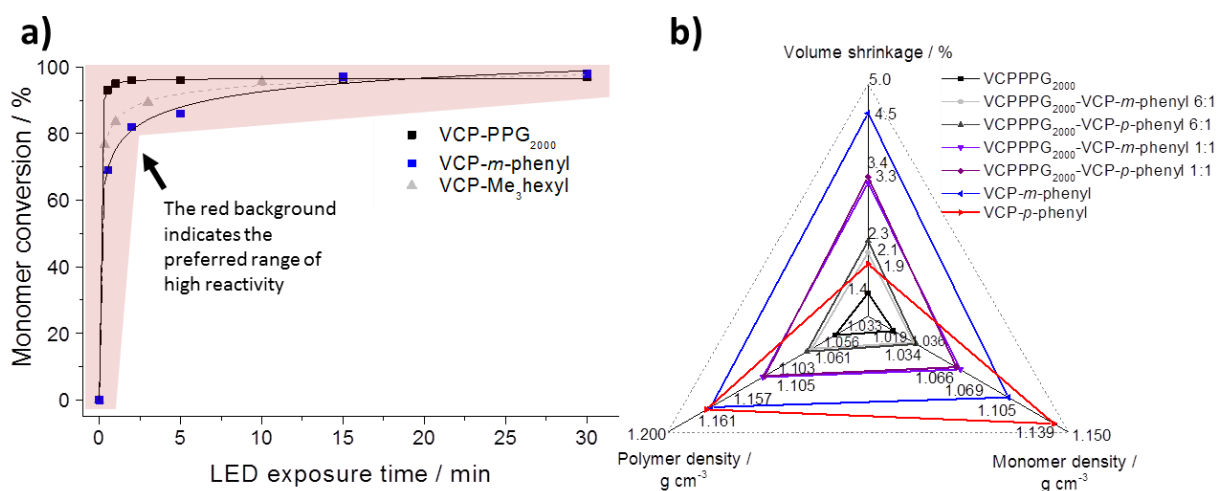 a)
Monomer conversion / %
100
80
60
40
20
0
0
5
10
15
20
25
30
LED exposure time / min
VCP-PPG2000
VCP-m-phenyl
VCP-Me3hexyl
The red background
indicates the
preferred range of
high reactivity
b)
Volume shrinkage / %
5.0
4.5
3.4
3.3
2.3
2.1
1.9
1.4
1.033
1.056
1.061
1.103
1.105
1.157
1.161
1.200
1.019
1.036
1.034
1.066
1.069
1.105
1.139
1.150
Polymer density /
g cm-3
Monomer density /
g cm-3
VCPPPG2000
VCPPPG2000-VCP-m-phenyl 6:1
VCPPPG2000-VCP-p-phenyl 6:1
VCPPPG2000-VCP-m-phenyl 1:1
VCPPPG2000-VCP-p-phenyl 1:1
VCP-m-phenyl
VCP-p-phenyl